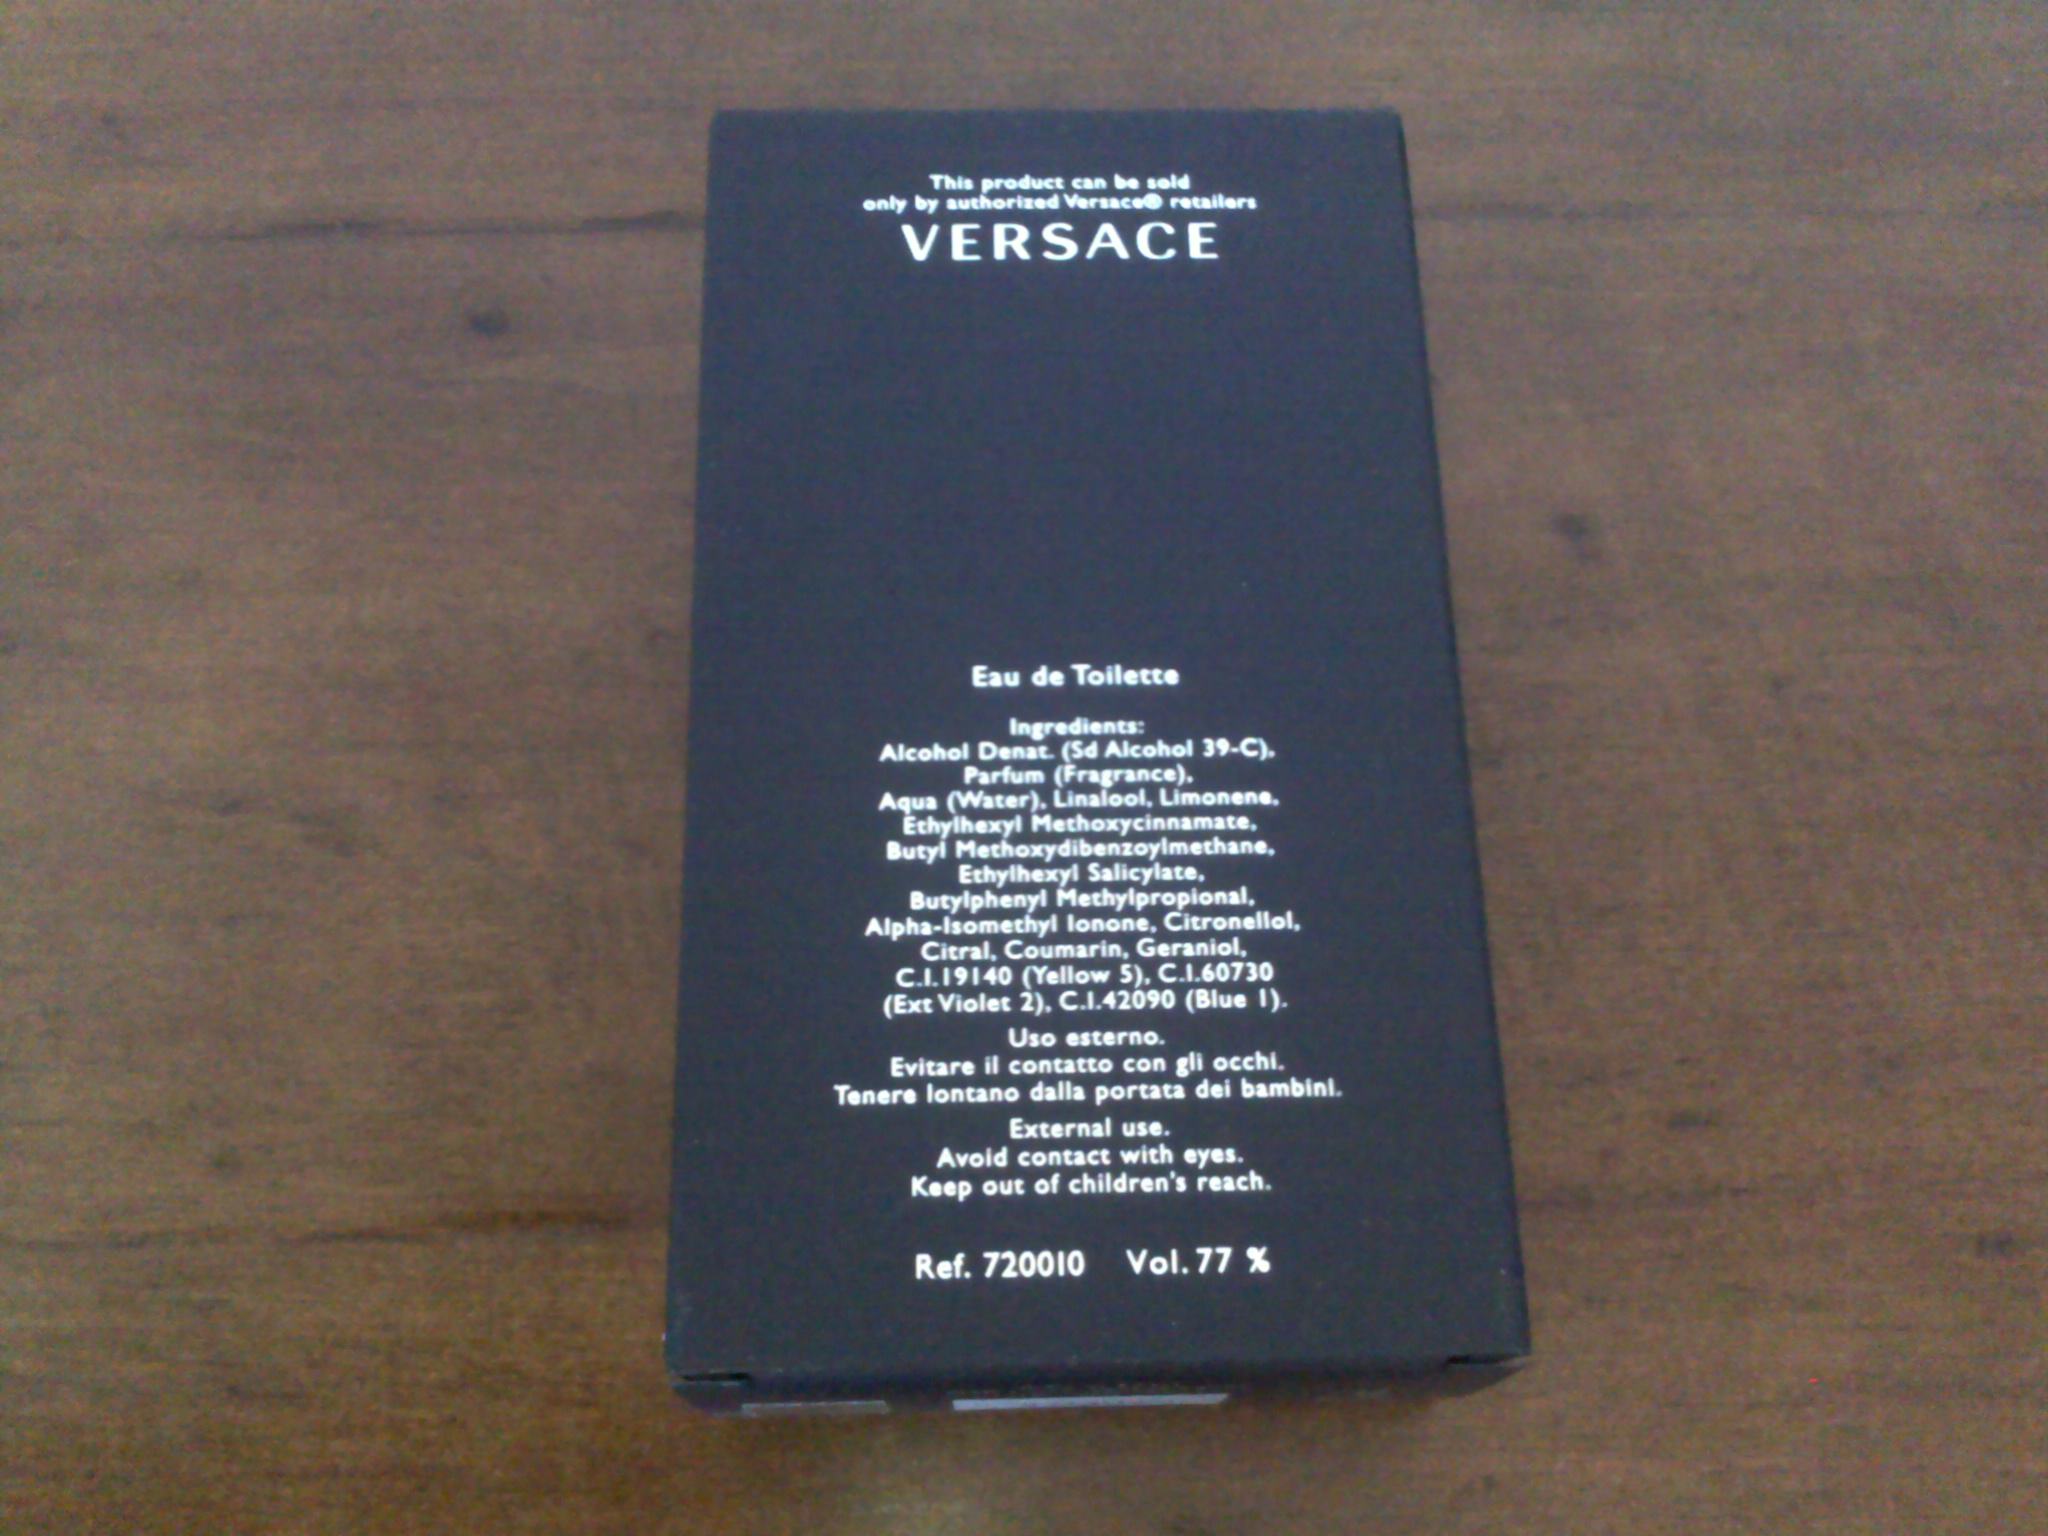 This product can be sold
only by authorized Versace® retailers
VERSACE
Eau de Toilette
Ingredients:
Alcohol Denat. (Sd Alcohol 39-C),
Parfum (Fragrance),
Aqua (Water), Linalool, Limonene,
Ethylhexyl Methoxycinnamate,
Butyl Methoxydibenzoylmethane,
Ethylhexyl Salicylate,
Butylphenyl Methylpropional,
Alpha-Isomethyl Ionone, Citronellol,
Citral, Coumarin, Geraniol,
C.I.19140 (Yellow 5), C.I.60730
(Ext Violet 2), C.I.42090 (Blue 1).
Uso esterno.
Evitare il contatto con gli occhi.
Tenere lontano dalla portata dei bambini.
External use.
Avoid contact with eyes.
Keep out of children's reach.
Ref. 720010 Vol. 77 %